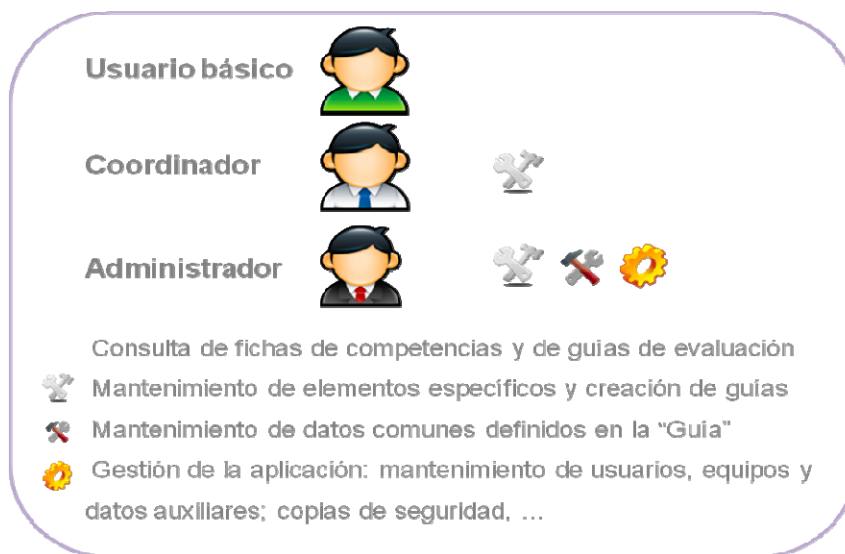 Usuario básico
Coordinador
Administrador
Consulta de fichas de competencias y de guías de evaluación
Mantenimiento de elementos específicos y creación de guías
Mantenimiento de datos comunes definidos en la “Guía”
Gestión de la aplicación: mantenimiento de usuarios, equipos y
datos auxiliares; copias de seguridad, ...